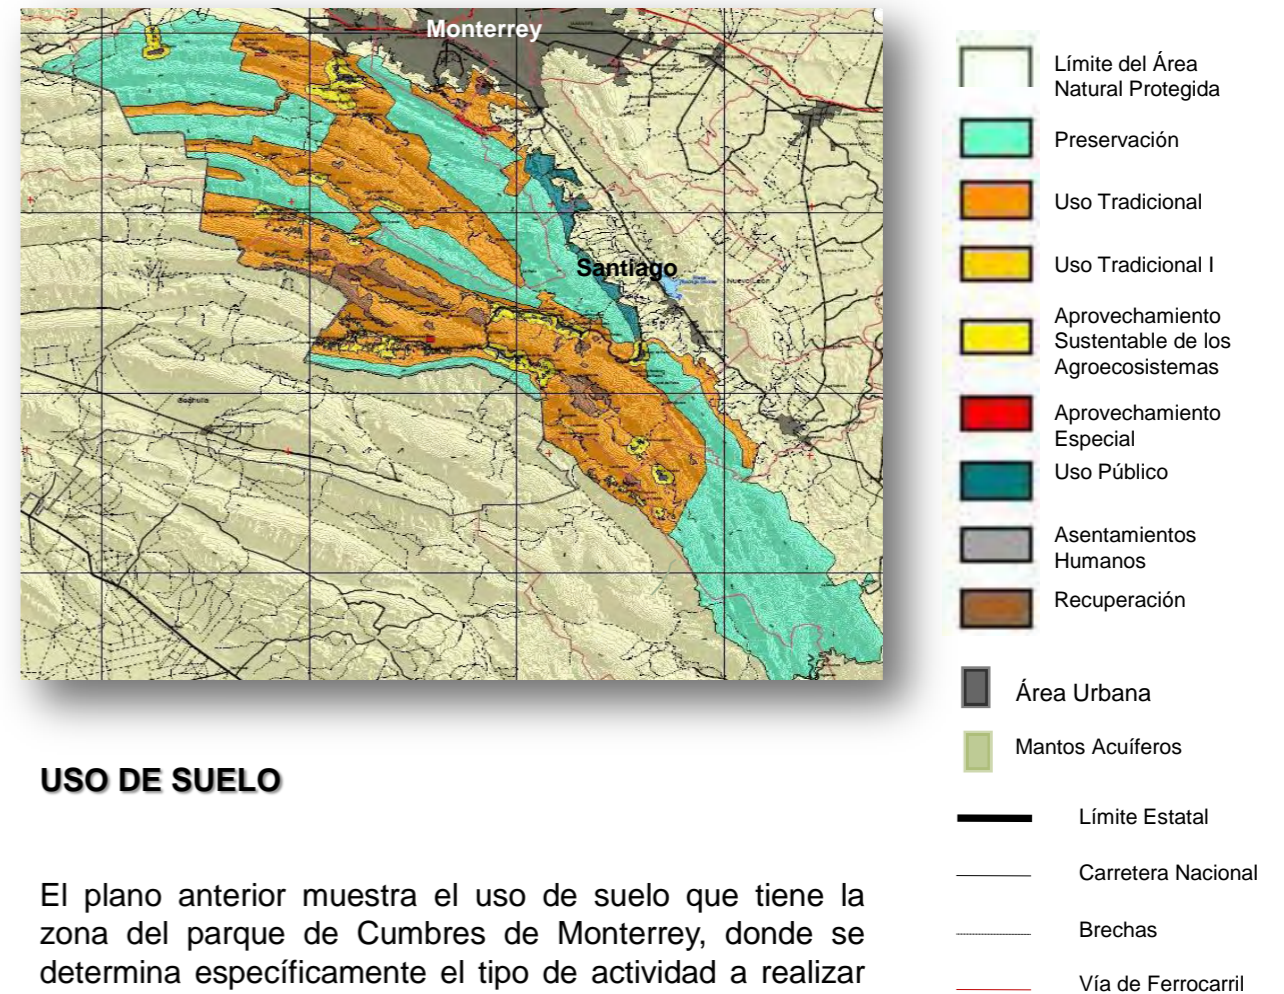 Monterrey
Santiago
Nuevo León
Coahuila
Límite del Área
Natural Protegida
Preservación
Uso Tradicional
Uso Tradicional I
Aprovechamiento
Sustentable de los
Agroecosistemas
Aprovechamiento
Especial
Uso Público
Asentamientos
Humanos
Recuperación
Área Urbana
Mantos Acuíferos
Límite Estatal
Carretera Nacional
Brechas
Vía de Ferrocarril
USO DE SUELO
El plano anterior muestra el uso de suelo que tiene la
zona del parque de Cumbres de Monterrey, donde se
determina específicamente el tipo de actividad a realizar